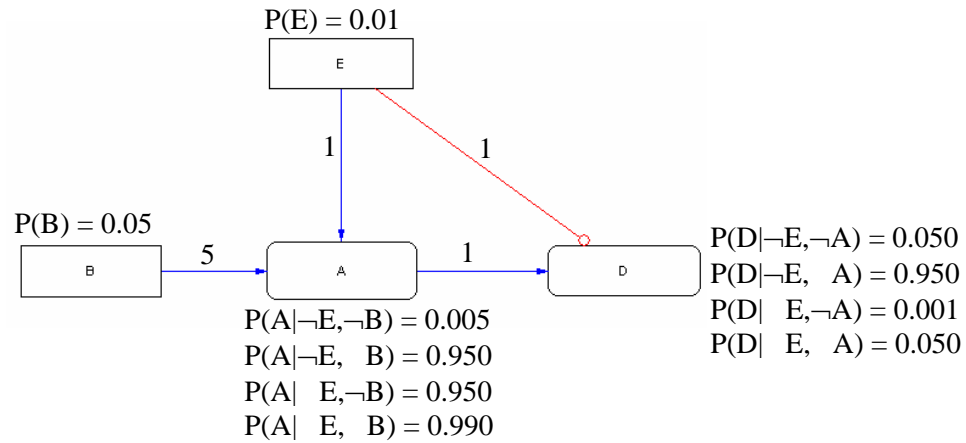 P(E) = 0.01
E
1
1
P(B) = 0.05
B
5
A
1
D
P(D|¬E,¬A) = 0.050
P(D|¬E, A) = 0.950
P(D| E,¬A) = 0.001
P(D| E, A) = 0.050
P(A|¬E,¬B) = 0.005
P(A|¬E, B) = 0.950
P(A| E,¬B) = 0.950
P(A| E, B) = 0.990